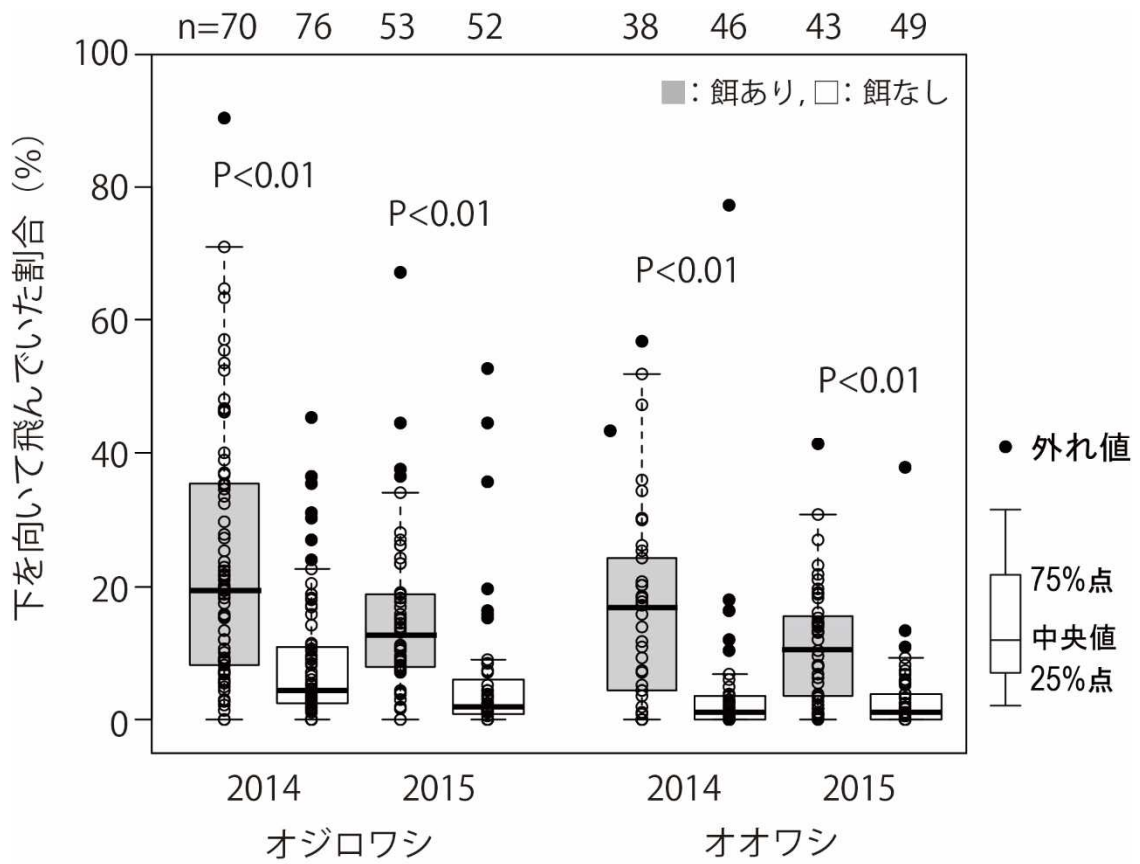 n=70 76 53 52 38 46 43 49
■：餌あり, □：餌なし
下を向いて飛んでいた割合（%）
100
80
60
40
20
0
P<0.01
P<0.01
P<0.01
P<0.01
● 外れ値
75%点
中央値
25%点
2014 2015 2014 2015
オジロワシ オオワシ